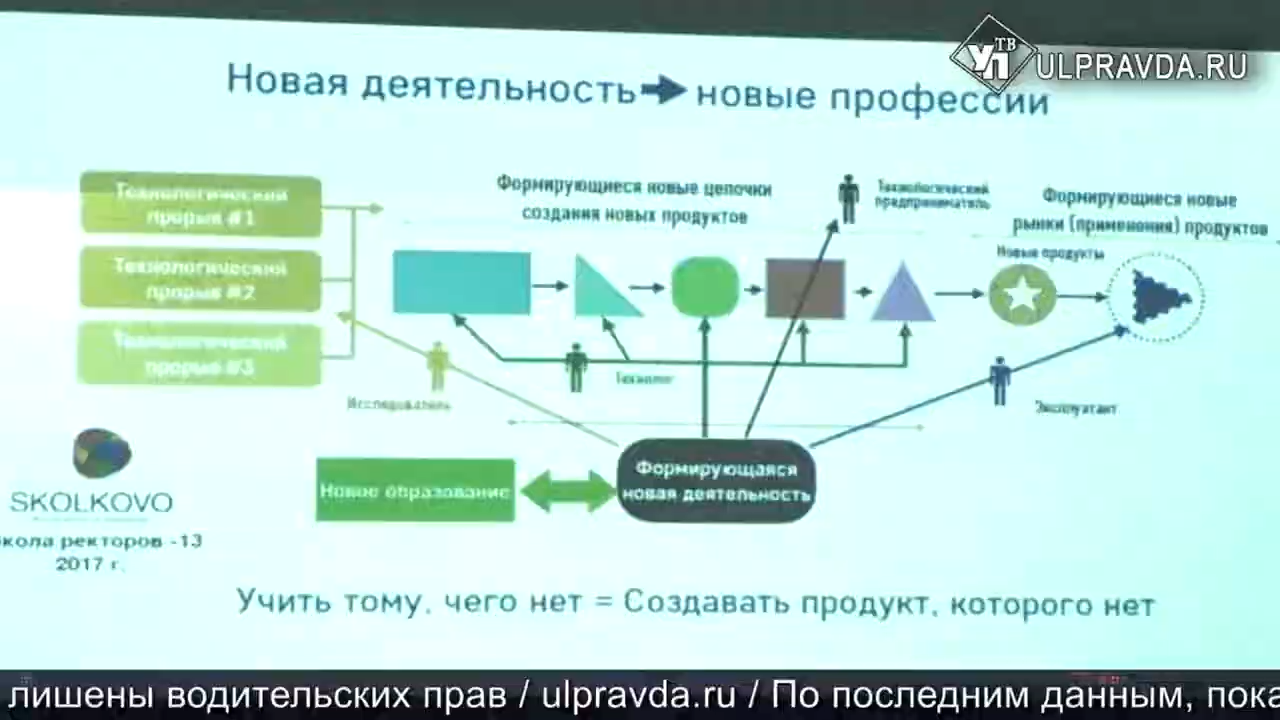 ТВ
УП ULPRAVDA.RU
Новая деятельность → новые профессии
Технологический
прорыв #1
Технологический
прорыв #2
Технологический
прорыв #3
Формирующиеся новые цепочки
создания новых продуктов
Технологический
предприниматель
Формирующиеся новые
рынки (применения) продуктов
Новые продукты
Исследователь
Технолог
Эксплуатант
Новое образование
Формирующаяся
новая деятельность
SKOLKOVO
кола ректоров -13
2017 г.
Учить тому, чего нет = Создавать продукт, которого нет
лишены водительских прав / ulpravda.ru / По последним данным, пока